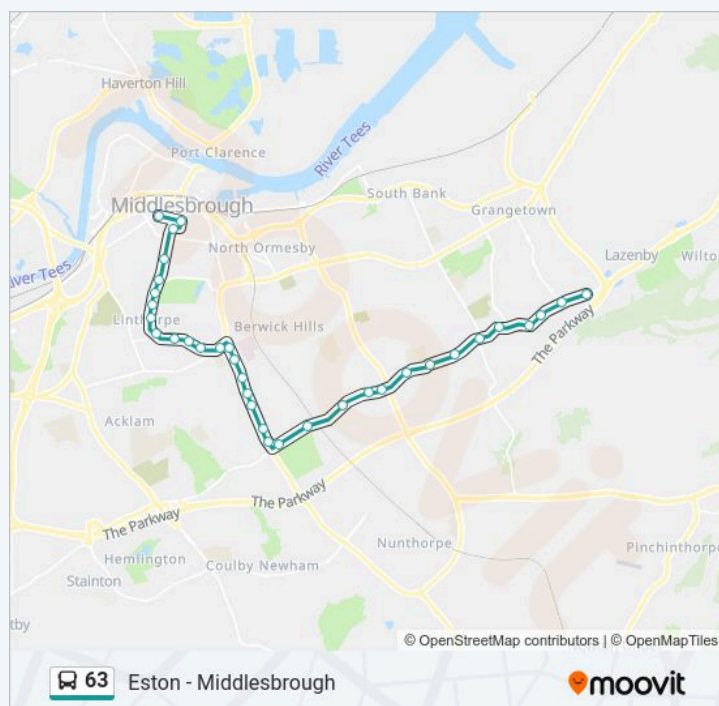 Haverton Hill
River Tees
Port Clarence
South Bank
Middlesbrough
Grangetown
North Ormesby
Lazenby
Wilto
River Tees
Linthorpe
Berwick Hills
The Parkway
Acklam
The Parkway
The Parkway
Hemlington
Nunthorpe
Pinchinthorpe
Coulby Newham
Stainton
tby
© OpenStreetMap contributors | © OpenMapTiles
63 Eston - Middlesbrough
moovit